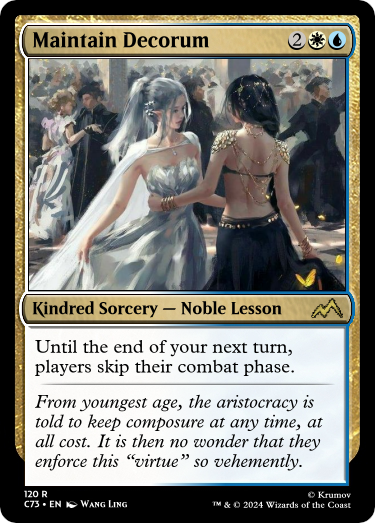 Maintain Decorum 2
Kindred Sorcery — Noble Lesson
Until the end of your next turn,
players skip their combat phase.
From youngest age, the aristocracy is
told to keep composure at any time, at
all cost. It is then no wonder that they
enforce this “virtue” so vehemently.
120 R
C73 • EN Wang Ling
© Krumov
™ & © 2024 Wizards of the Coast